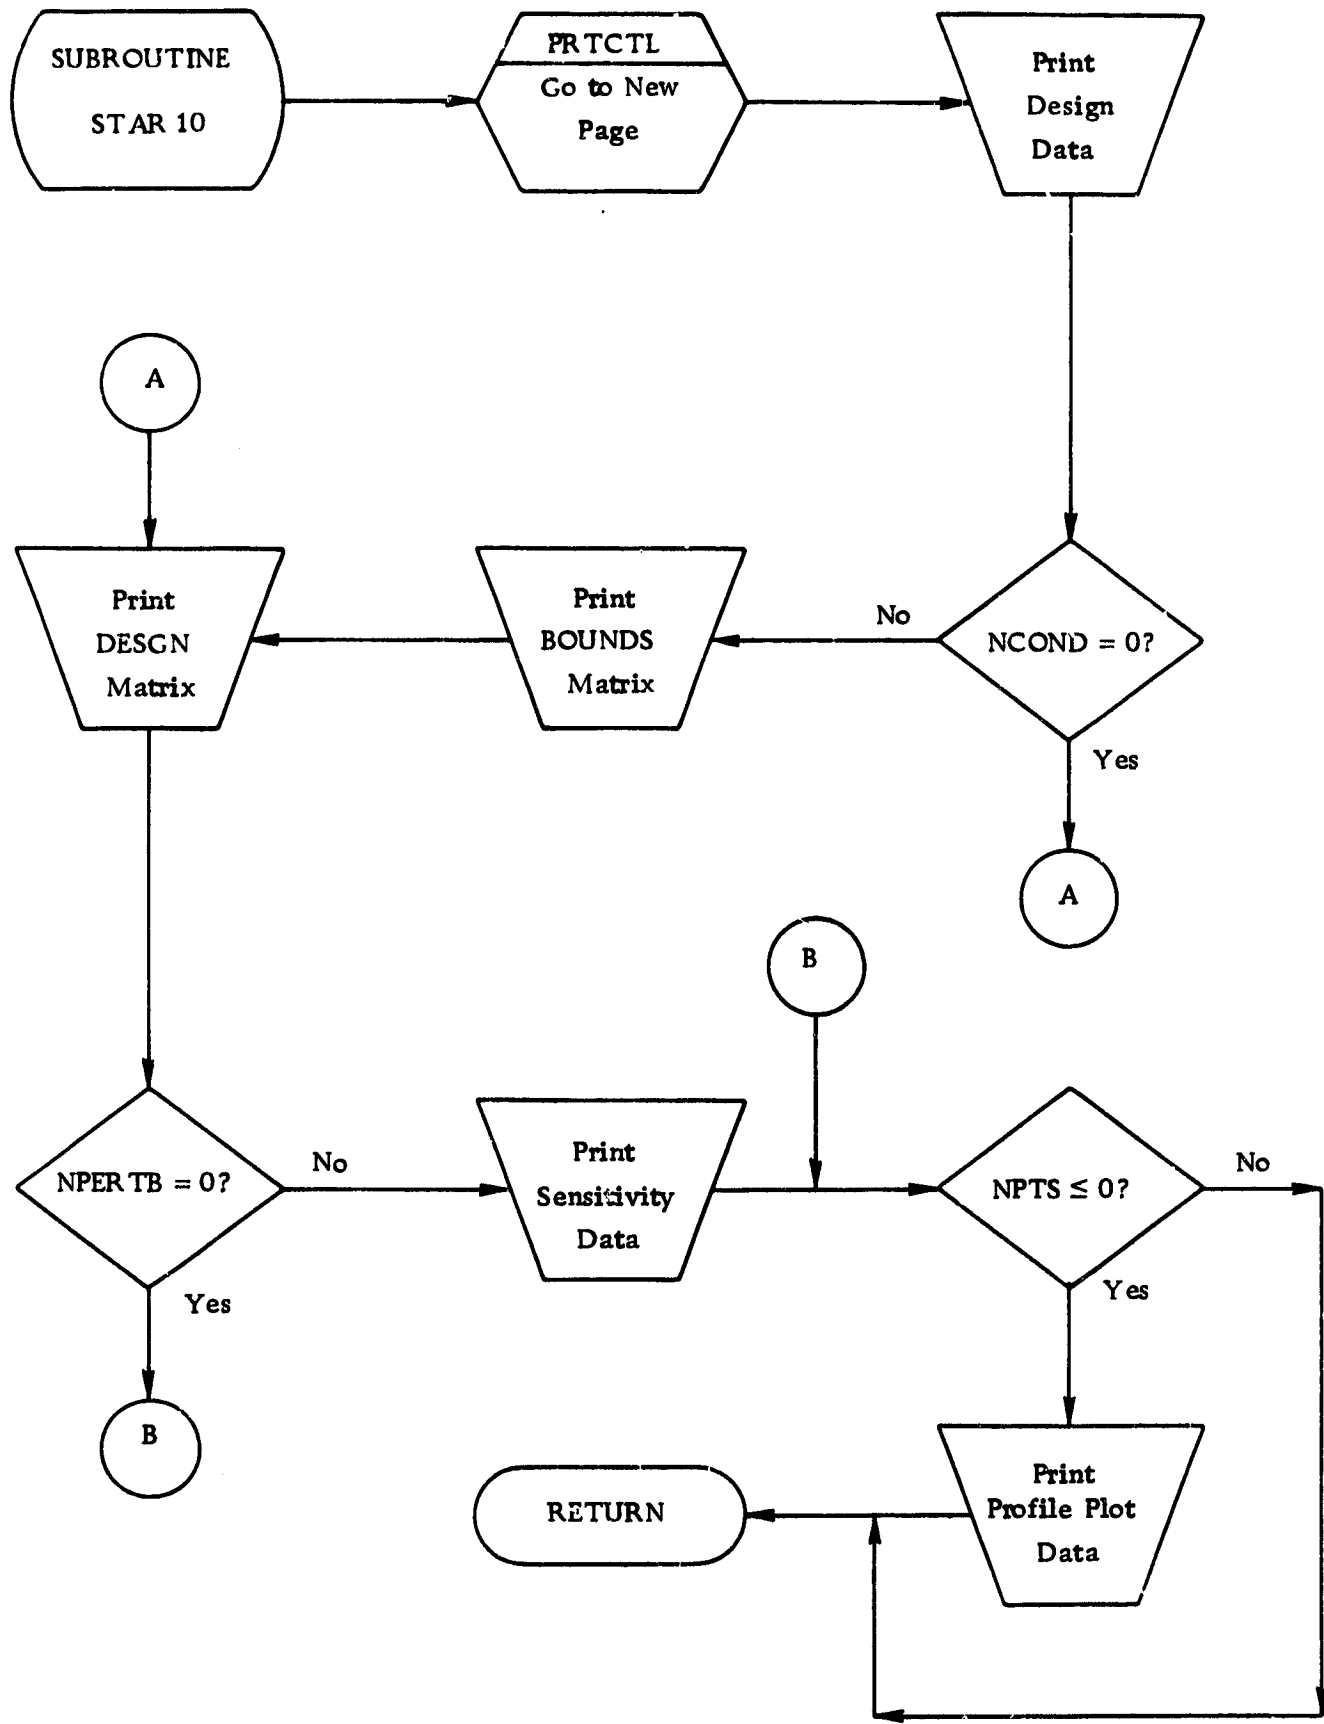 SUBROUTINE
STAR 10
PRTCTL
Go to New
Page
Print
Design
Data
A
Print
DESGN
Matrix
Print
BOUNDS
Matrix
No
NCOND = 0?
Yes
A
B
NPERTB = 0?
No
Yes
B
Print
Sensitivity
Data
NPTS ≤ 0?
No
Yes
Print
Profile Plot
Data
RETURN